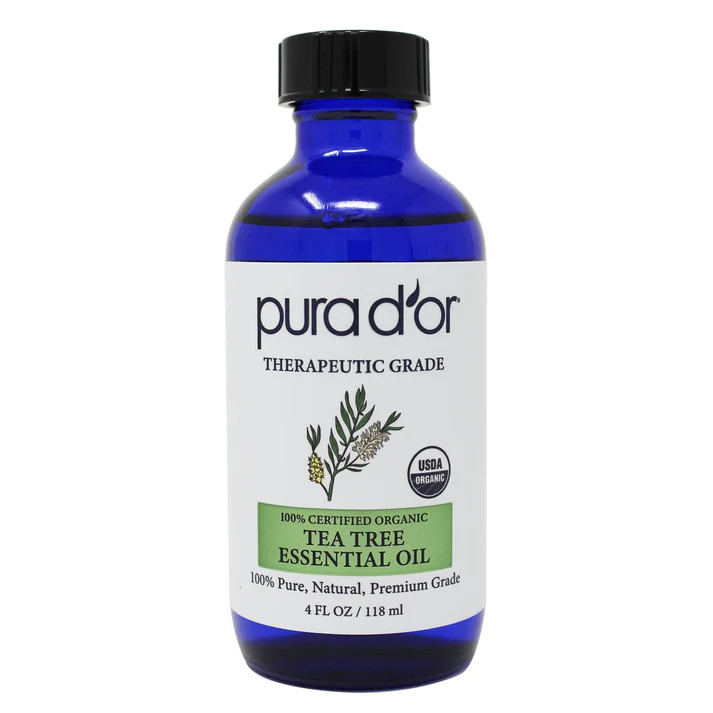 pura d'or®
THERAPEUTIC GRADE
USDA
ORGANIC
100% CERTIFIED ORGANIC
TEA TREE
ESSENTIAL OIL
100% Pure, Natural, Premium Grade
4 FL OZ / 118 ml